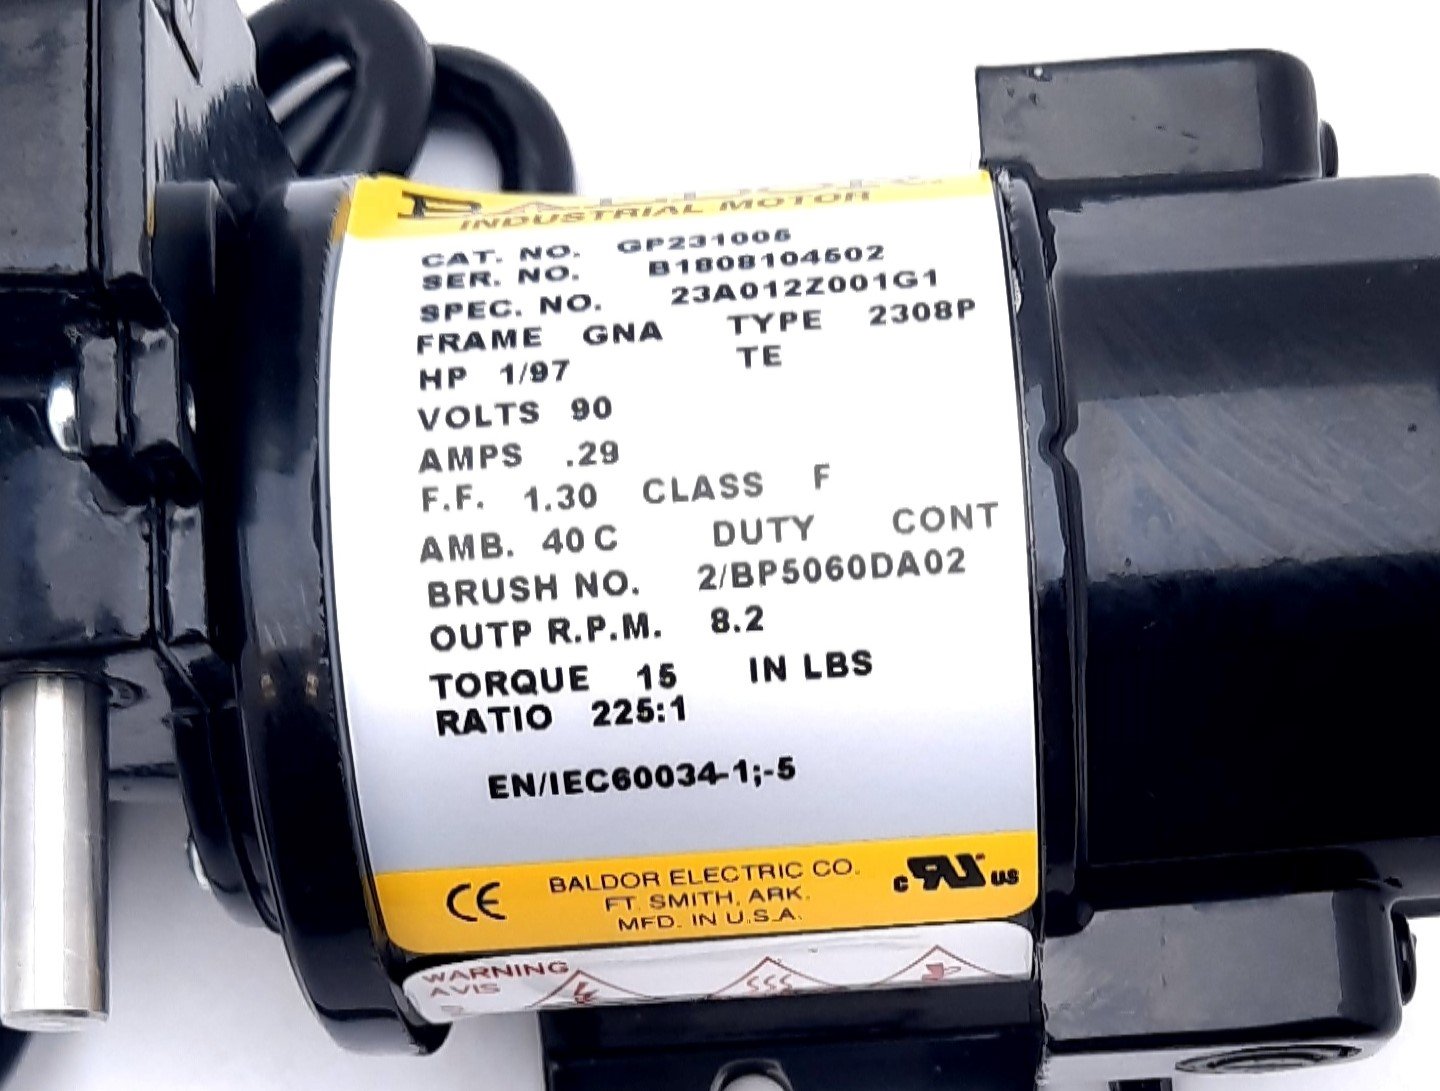 BALDOR
INDUSTRIAL MOTOR
CAT. NO. GP231005
SER. NO. B1808104502
SPEC. NO. 23A012Z001G1
FRAME GNA TYPE 2308P
HP 1/97 TE
VOLTS 90
AMPS .29
F.F. 1.30 CLASS F
AMB. 40 C DUTY CONT
BRUSH NO. 2/BP5060DA02
OUTP R.P.M. 8.2
TORQUE 15 IN LBS
RATIO 225:1
EN/IEC60034-1;-5
CE BALDOR ELECTRIC CO. c RU US
FT. SMITH, ARK.
MFD. IN U.S.A.
WARNING
AVIS